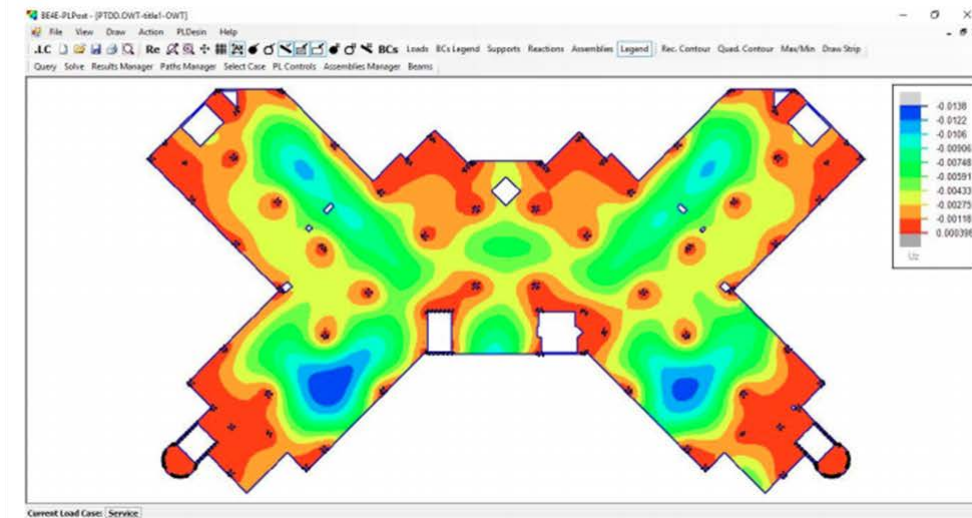 BE4E-PLPost - [PTDD.OWT-title1-OWT]
File View Draw Action PLDesin Help
.LC Re BCs Loads BCs Legend Supports Reactions Assemblies Legend Rec. Contour Quad. Contour Max/Min Draw Strip
Query Solve Results Manager Paths Manager Select Case PL Controls Assemblies Manager Beams
-0.0138
-0.0122
-0.0106
-0.00906
-0.00748
-0.00591
-0.00433
-0.00275
-0.00118
0.000396
Uz
Current Load Case: Service